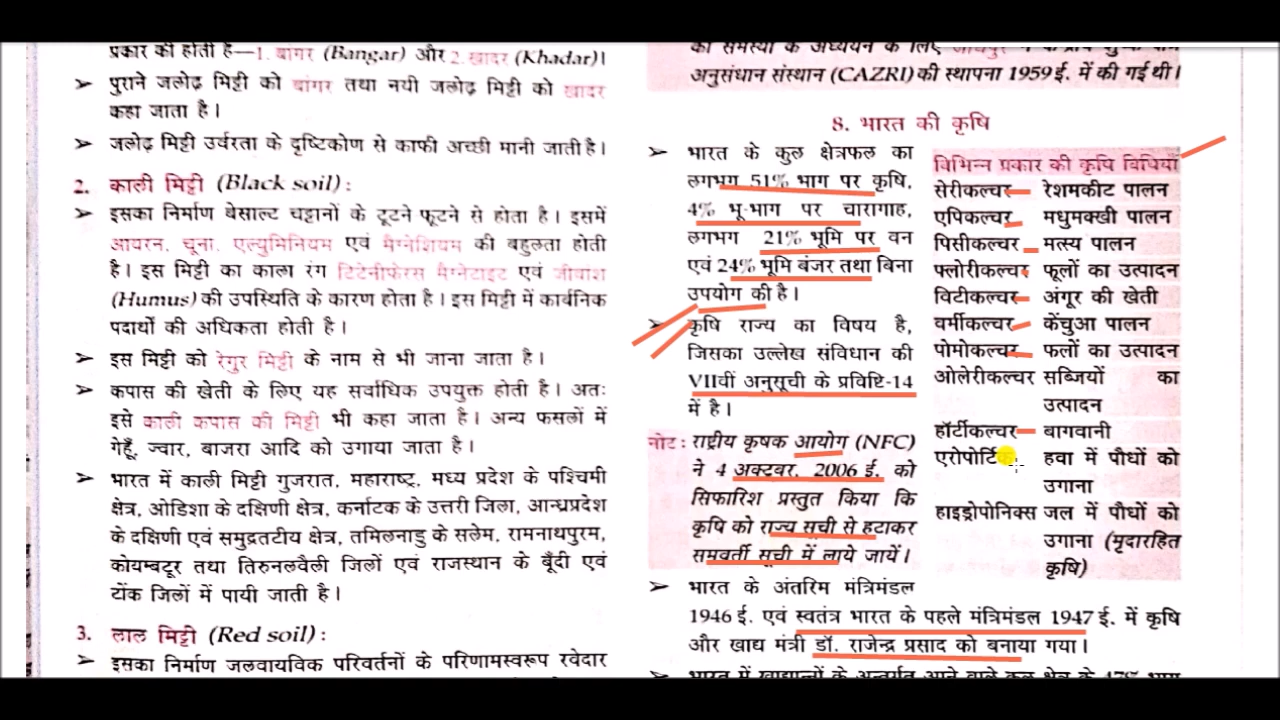 प्रकार की होती है—1. बांगर (Bangar) और 2. खादर (Khadar)।
➢ पुराने जलोढ़ मिट्टी को बांगर तथा नयी जलोढ़ मिट्टी को खादर
कहा जाता है।
➢ जलोढ़ मिट्टी उर्वरता के दृष्टिकोण से काफी अच्छी मानी जाती है।
2. काली मिट्टी (Black soil) :
➢ इसका निर्माण बेसाल्ट चट्टानों के टूटने फूटने से होता है। इसमें
आयरन, चूना, एल्युमिनियम एवं मैग्नेशियम की बहुलता होती
है। इस मिट्टी का काला रंग टिटेनीफेरस मैग्नेटाइट एवं जीवांश
(Humus) की उपस्थिति के कारण होता है। इस मिट्टी में कार्बनिक
पदार्थों की अधिकता होती है।
➢ इस मिट्टी को रेगुर मिट्टी के नाम से भी जाना जाता है।
➢ कपास की खेती के लिए यह सर्वाधिक उपयुक्त होती है। अतः
इसे काली कपास की मिट्टी भी कहा जाता है। अन्य फसलों में
गेहूँ, ज्वार, बाजरा आदि को उगाया जाता है।
➢ भारत में काली मिट्टी गुजरात, महाराष्ट्र, मध्य प्रदेश के पश्चिमी
क्षेत्र, ओडिशा के दक्षिणी क्षेत्र, कर्नाटक के उत्तरी जिला, आन्ध्रप्रदेश
के दक्षिणी एवं समुद्रतटीय क्षेत्र, तमिलनाडु के सलेम, रामनाथपुरम,
कोयम्बटूर तथा तिरुनलवैली जिलों एवं राजस्थान के बूँदी एवं
टोंक जिलों में पायी जाती है।
3. लाल मिट्टी (Red soil) :
➢ इसका निर्माण जलवायविक परिवर्तनों के परिणामस्वरूप रवेदार
की समस्या के अध्ययन के लिए
अनुसंधान संस्थान (CAZRI) की स्थापना 1959 ई. में की गई थी।
8. भारत की कृषि
➢ भारत के कुल क्षेत्रफल का
लगभग 51% भाग पर कृषि,
4% भू-भाग पर चारागाह,
लगभग 21% भूमि पर वन
एवं 24% भूमि बंजर तथा बिना
उपयोग की है।
➢ कृषि राज्य का विषय है,
जिसका उल्लेख संविधान की
VIIवीं अनुसूची के प्रविष्टि-14
में है।
नोट : राष्ट्रीय कृषक आयोग (NFC)
ने 4 अक्टबर, 2006 ई. को
सिफारिश प्रस्तुत किया कि
कृषि को राज्य सूची से हटाकर
समवर्ती सूची में लाये जायें।
विभिन्न प्रकार की कृषि विधियाँ
सेरीकल्चर रेशमकीट पालन
एपिकल्चर मधुमक्खी पालन
पिसीकल्चर मत्स्य पालन
फ्लोरीकल्चर फूलों का उत्पादन
विटीकल्चर अंगूर की खेती
वर्मीकल्चर केंचुआ पालन
पोमोकल्चर फलों का उत्पादन
ओलेरीकल्चर सब्जियों का
उत्पादन
हॉर्टीकल्चर बागवानी
हवा में पौधों को
उगाना
हाइड्रोपोनिक्स जल में पौधों को
उगाना (मृदारहित
कृषि)
➢ भारत के अंतरिम मंत्रिमंडल
1946 ई. एवं स्वतंत्र भारत के पहले मंत्रिमंडल 1947 ई. में कृषि
और खाद्य मंत्री डॉ. राजेन्द्र प्रसाद को बनाया गया।